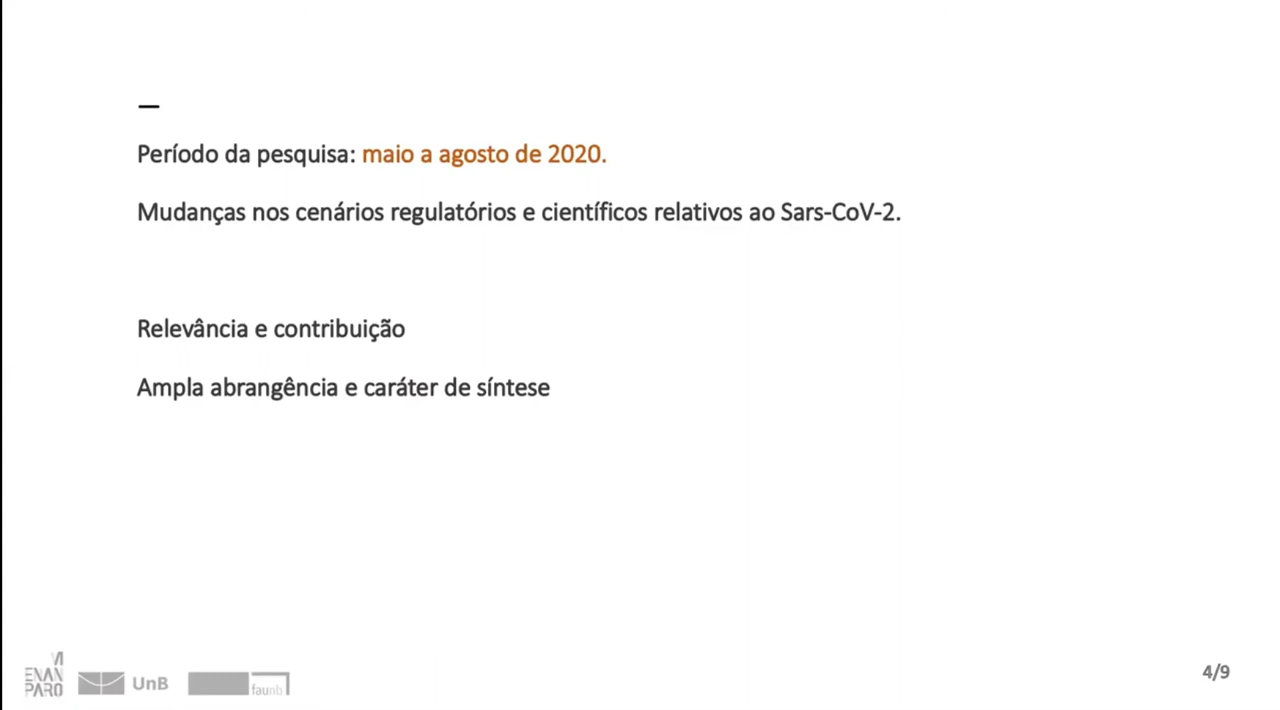 —
Período da pesquisa: maio a agosto de 2020.
Mudanças nos cenários regulatórios e científicos relativos ao Sars-CoV-2.
Relevância e contribuição
Ampla abrangência e caráter de síntese
VI
ENAN
PARQ
UnB
faunb
4/9